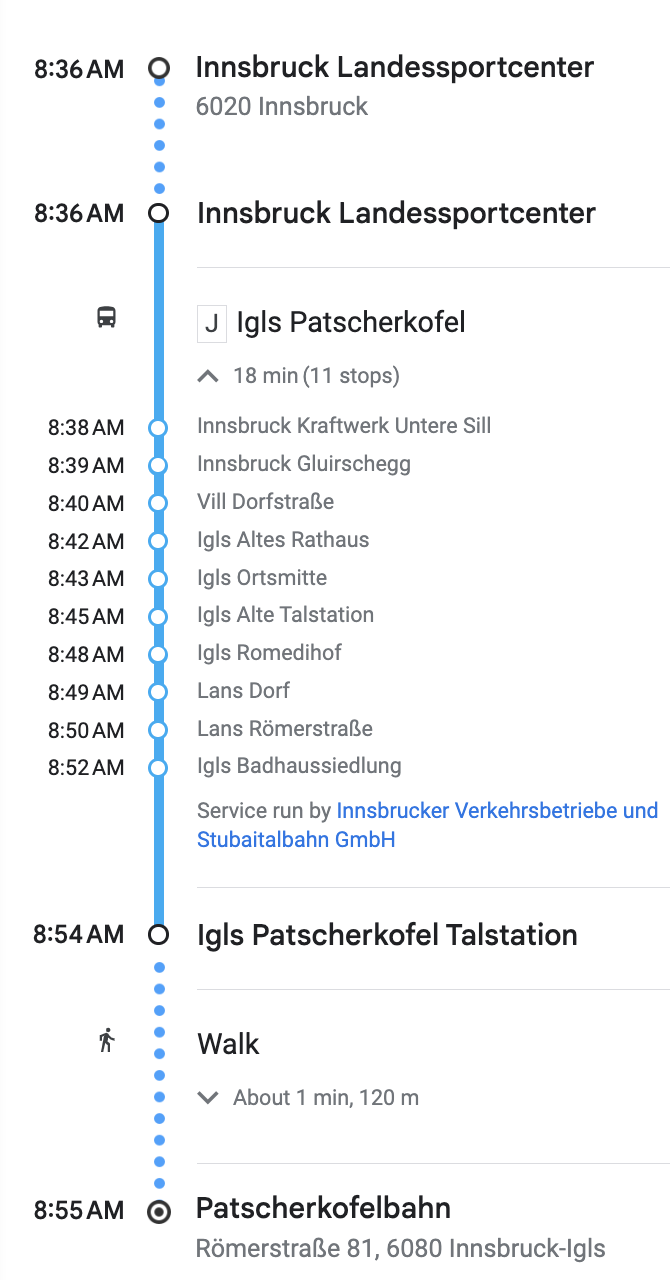 8:36 AM Innsbruck Landessportcenter
6020 Innsbruck
8:36 AM Innsbruck Landessportcenter
J Igls Patscherkofel
18 min (11 stops)
8:38 AM Innsbruck Kraftwerk Untere Sill
8:39 AM Innsbruck Gluirschegg
8:40 AM Vill Dorfstraße
8:42 AM Igls Altes Rathaus
8:43 AM Igls Ortsmitte
8:45 AM Igls Alte Talstation
8:48 AM Igls Romedihof
8:49 AM Lans Dorf
8:50 AM Lans Römerstraße
8:52 AM Igls Badhaussiedlung
Service run by Innsbrucker Verkehrsbetriebe und
Stubaitalbahn GmbH
8:54 AM Igls Patscherkofel Talstation
Walk
About 1 min, 120 m
8:55 AM Patscherkofelbahn
Römerstraße 81, 6080 Innsbruck-Igls